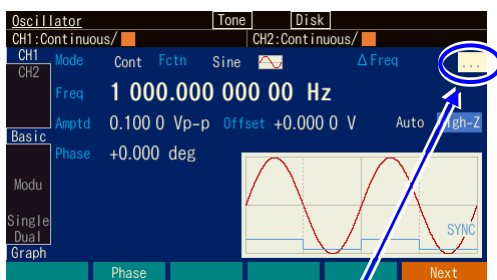 Oscillator Tone Disk
CH1:Continuous/ CH2:Continuous/
CH1 Mode Cont Fctn Sine ΔFreq ...
CH2
Freq 1 000.000 000 00 Hz
Amptd 0.100 0 Vp-p Offset +0.000 0 V Auto
Basic
Phase +0.000 deg
Modu
Single
Dual
SYNC
Graph
Phase Next